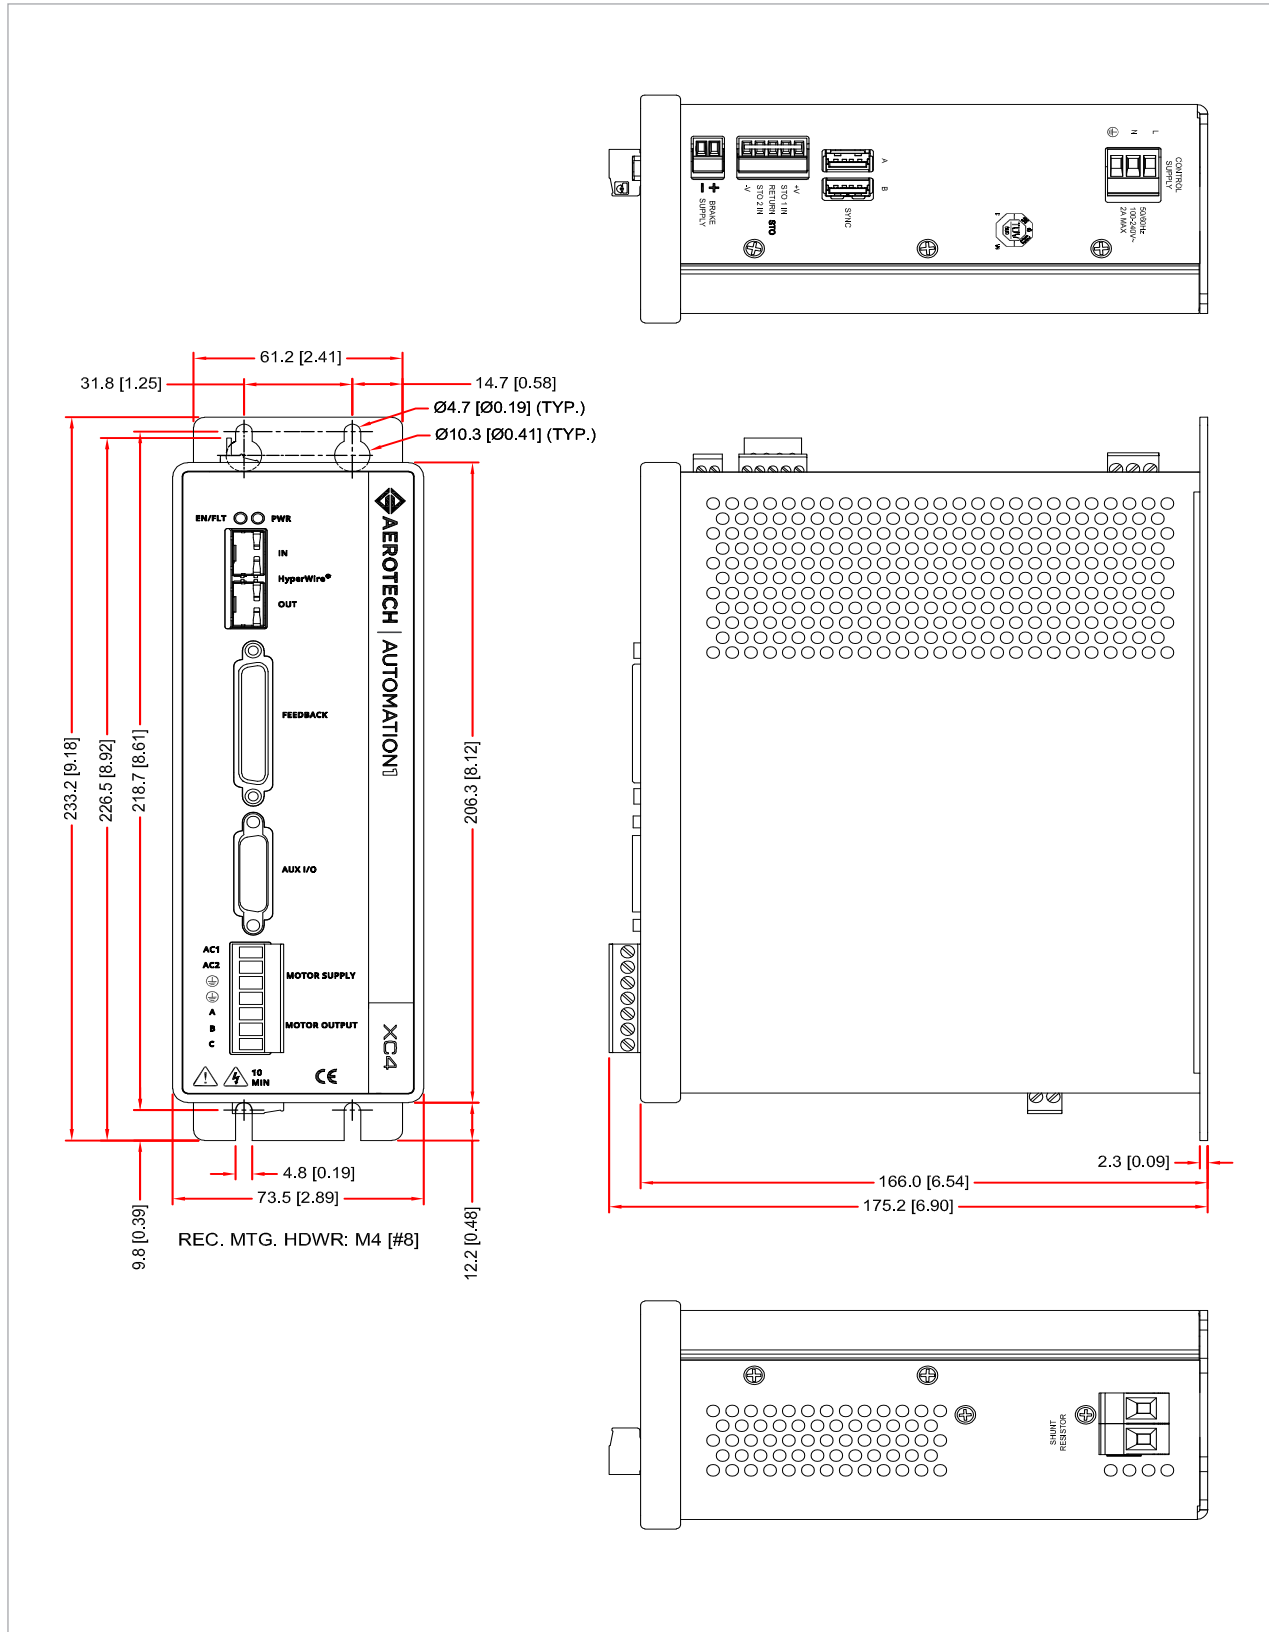 L
N
CONTROL
SUPPLY
50/60Hz
100-240V~
2A MAX
A
B
SYNC
+V
STO 1 IN
RETURN STO
STO 2 IN
-V
+
–
BRAKE
SUPPLY
TUV
61.2 [2.41]
31.8 [1.25]
14.7 [0.58]
Ø4.7 [Ø0.19] (TYP.)
Ø10.3 [Ø0.41] (TYP.)
EN/FLT
PWR
IN
HyperWire®
OUT
FEEDBACK
AUX I/O
AEROTECH | AUTOMATION1
233.2 [9.18]
226.5 [8.92]
218.7 [8.61]
206.3 [8.12]
AC1
AC2
MOTOR SUPPLY
A
B
MOTOR OUTPUT
C
XC4
10
MIN
CE
4.8 [0.19]
73.5 [2.89]
9.8 [0.39]
12.2 [0.48]
REC. MTG. HDWR: M4 [#8]
2.3 [0.09]
166.0 [6.54]
175.2 [6.90]
SHUNT
RESISTOR